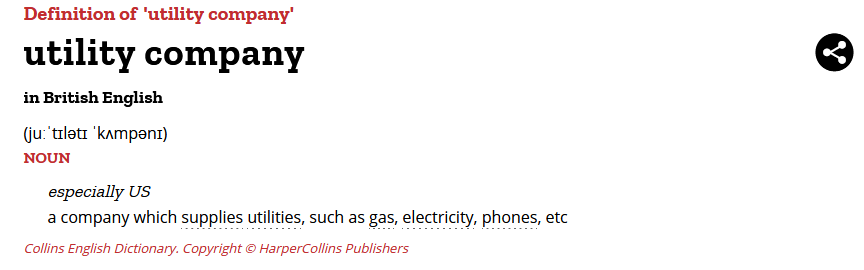 Definition of 'utility company'
utility company
in British English
(juːˈtɪlətɪ ˈkʌmpənɪ)
NOUN
especially US
a company which supplies utilities, such as gas, electricity, phones, etc
Collins English Dictionary. Copyright © HarperCollins Publishers